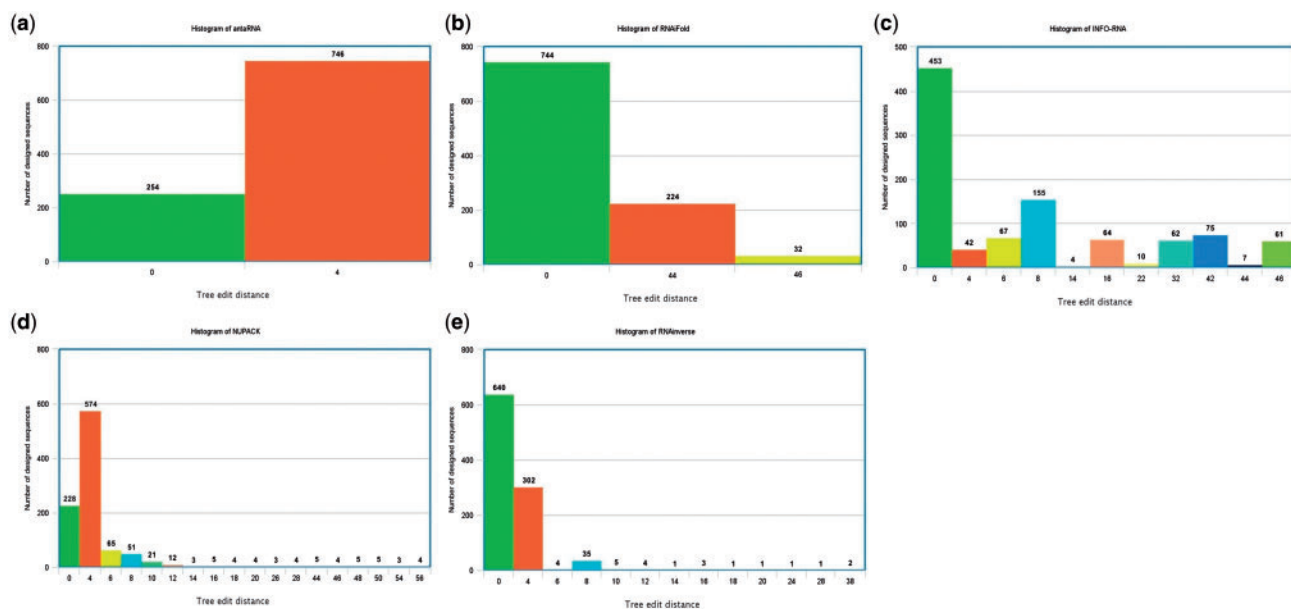 (a)
Histogram of antaRNA
Number of designed sequences
800
600
400
200
0
254
746
0 4
Tree edit distance
(b)
Histogram of RNAiFold
Number of designed sequences
800
600
400
200
0
744
224
32
0 44 46
Tree edit distance
(c)
Histogram of INFO-RNA
Number of designed sequences
500
400
300
200
100
0
453
42
67
155
4
64
10
62
75
7
61
0 4 6 8 14 16 22 32 42 44 46
Tree edit distance
(d)
Histogram of NUPACK
Number of designed sequences
800
600
400
200
0
228
574
65
51
21
12
3 5 4 4 3 4 5 4 5 5 3 4
0 4 6 8 10 12 14 16 18 20 26 28 44 46 48 50 54 56
Tree edit distance
(e)
Histogram of RNAinverse
Number of designed sequences
800
600
400
200
0
640
302
4
35
5 4 1 3 1 1 1 1 2
0 4 6 8 10 12 14 16 18 20 24 28 38
Tree edit distance